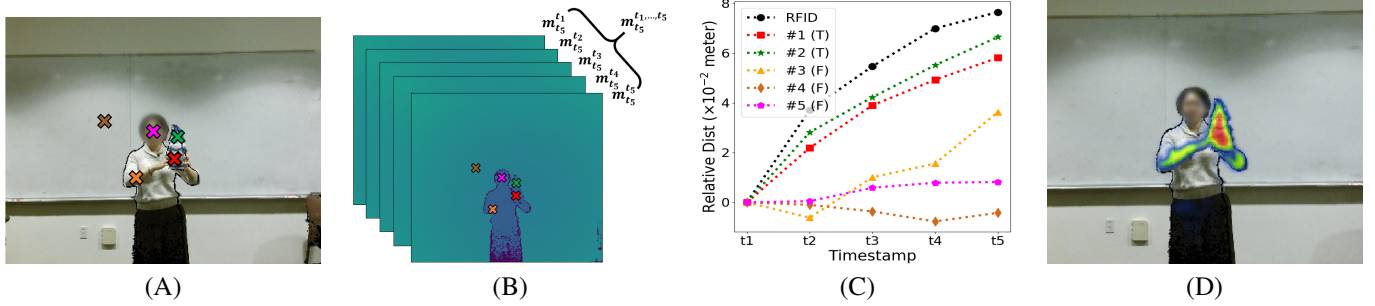 m_{t_5}^{t_1}
m_{t_5}^{t_2}
m_{t_5}^{t_3}
m_{t_5}^{t_4}
m_{t_5}^{t_5}
m_{t_5}^{t_1,...,t_5}
8
6
4
2
0
Relative Dist (×10⁻² meter)
RFID
#1 (T)
#2 (T)
#3 (F)
#4 (F)
#5 (F)
t1 t2 t3 t4 t5
Timestamp
(A) (B) (C) (D)